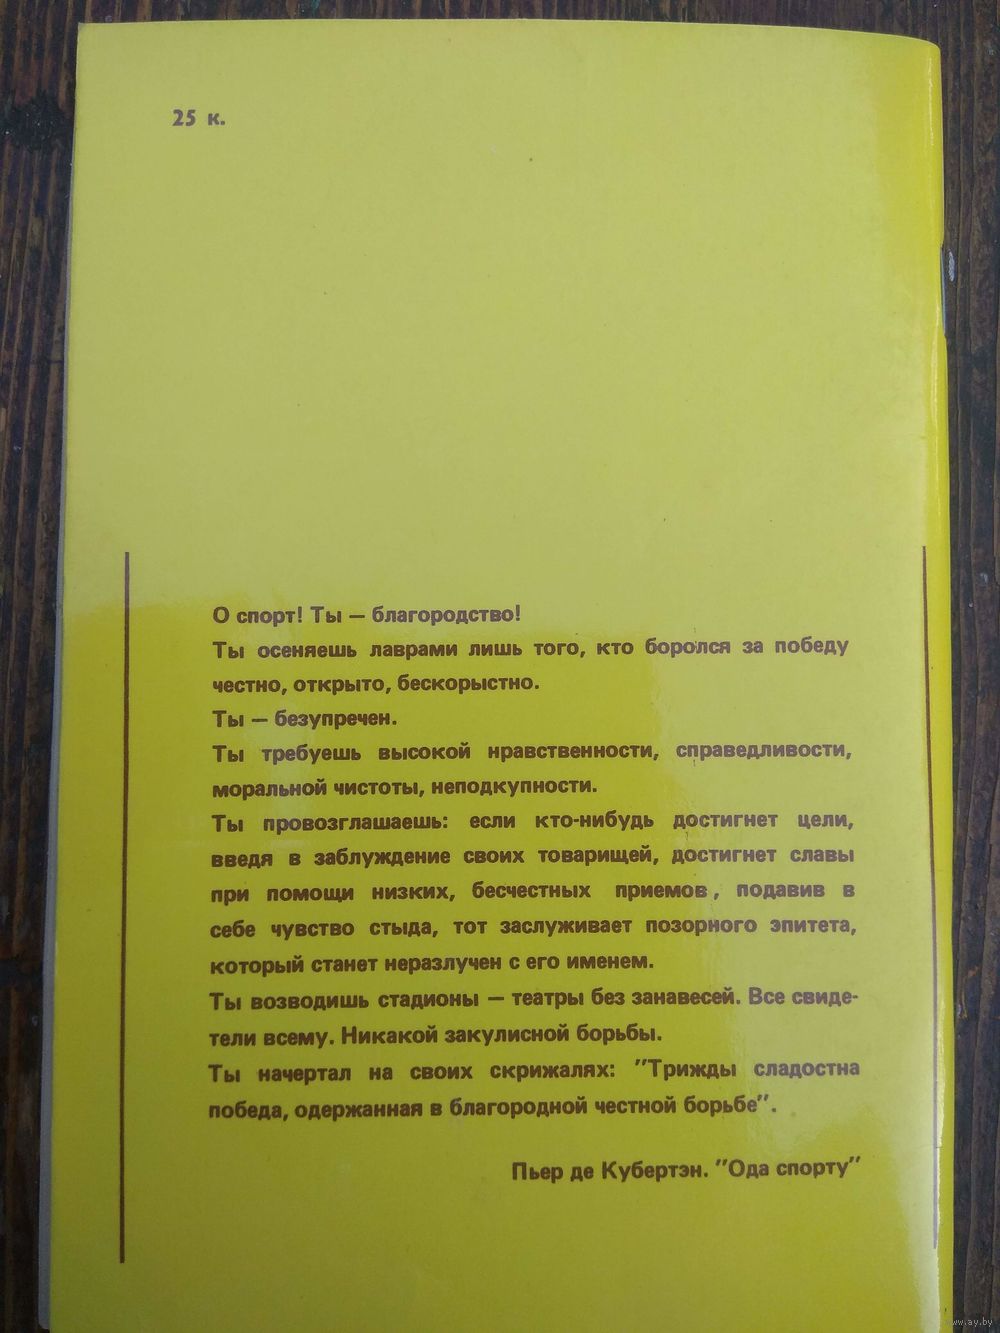 25 к.
О спорт! Ты — благородство!
Ты осеняешь лаврами лишь того, кто боролся за победу
честно, открыто, бескорыстно.
Ты — безупречен.
Ты требуешь высокой нравственности, справедливости,
моральной чистоты, неподкупности.
Ты провозглашаешь: если кто-нибудь достигнет цели,
введя в заблуждение своих товарищей, достигнет славы
при помощи низких, бесчестных приемов, подавив в
себе чувство стыда, тот заслуживает позорного эпитета,
который станет неразлучен с его именем.
Ты возводишь стадионы — театры без занавесей. Все свиде-
тели всему. Никакой закулисной борьбы.
Ты начертал на своих скрижалях: "Трижды сладостна
победа, одержанная в благородной честной борьбе".
Пьер де Кубертэн. "Ода спорту"
www.ay.by